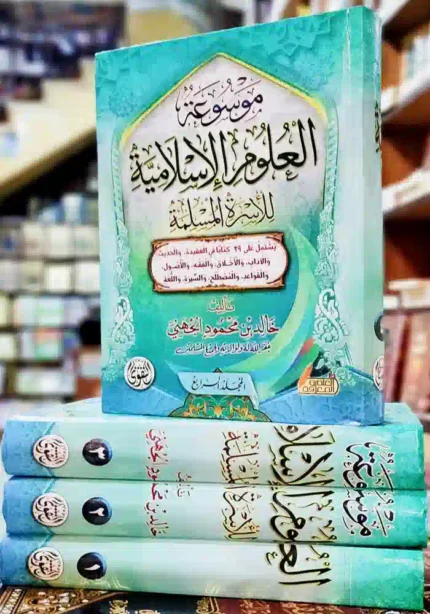 موسوعة
العلوم الإسلامية
للأسرة المسلمة
يشتمل على ٢٩ كتابا في العقيدة، والحديث
والآداب، والأخلاق، والفقه، والأصول،
والقواعد، والمصطلح، والسيرة، واللغة
تأليف
خالد بن محمود الجهني
المجلد الرابع
موسوعة
العلوم الإسلامية
للأسرة المسلمة
تأليف
خالد بن محمود الجهني
٣
٢
١